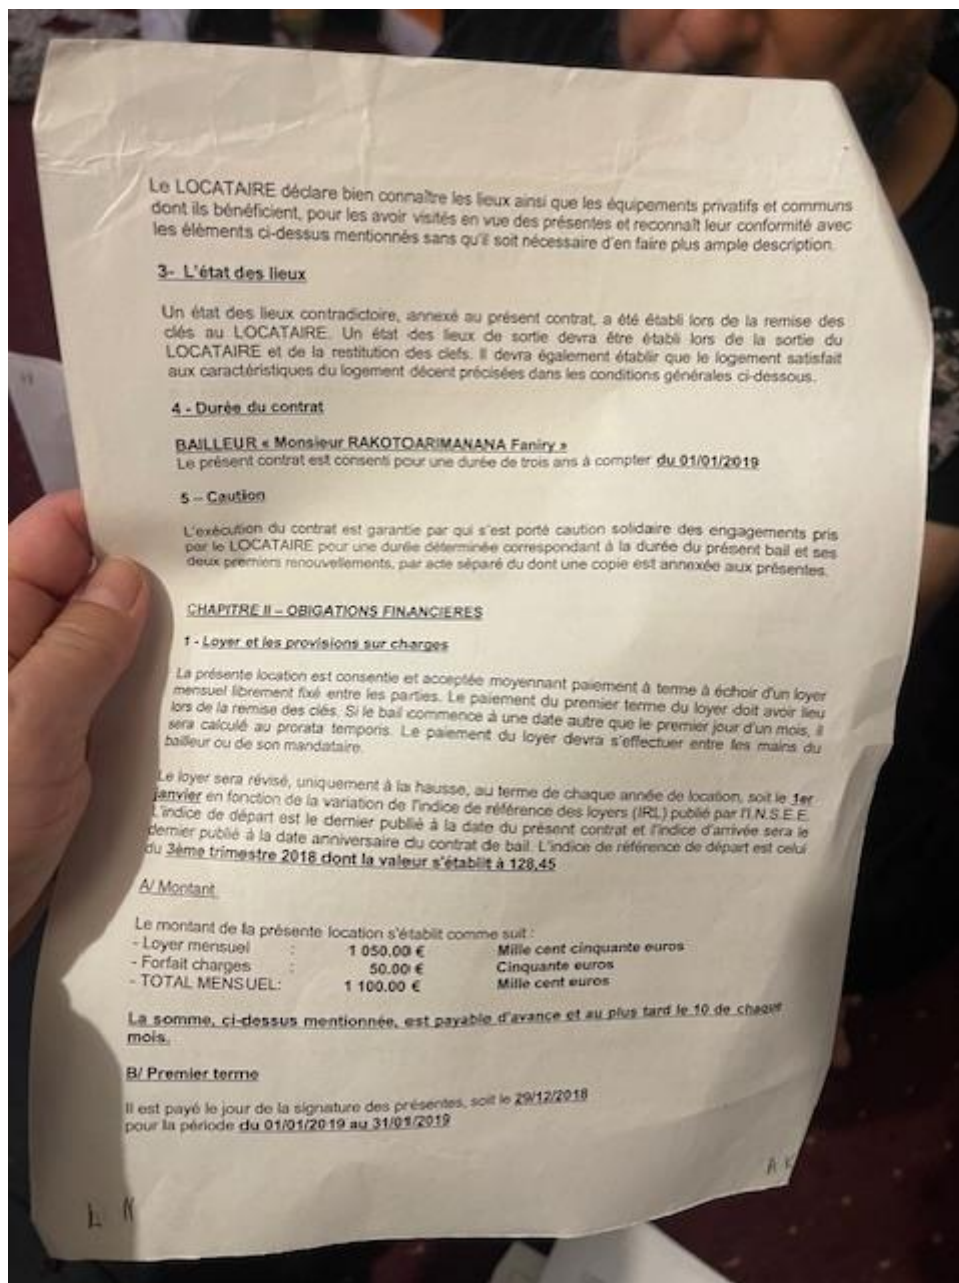 Le LOCATAIRE déclare bien connaître les lieux ainsi que les équipements privatifs et communs
dont ils bénéficient, pour les avoir visités en vue des présentes et reconnaît leur conformité avec
les éléments ci-dessus mentionnés sans qu'il soit nécessaire d'en faire plus ample description.
3- L'état des lieux
Un état des lieux contradictoire, annexé au présent contrat, a été établi lors de la remise des
clés au LOCATAIRE. Un état des lieux de sortie devra être établi lors de la sortie du
LOCATAIRE et de la restitution des clefs. Il devra également établir que le logement satisfait
aux caractéristiques du logement décent précisées dans les conditions générales ci-dessous.
4 - Durée du contrat
BAILLEUR « Monsieur RAKOTOARIMANANA Faniry »
Le présent contrat est consenti pour une durée de trois ans à compter du 01/01/2019
5 – Caution
L'exécution du contrat est garantie par qui s'est porté caution solidaire des engagements pris
par le LOCATAIRE pour une durée déterminée correspondant à la durée du présent bail et ses
deux premiers renouvellements, par acte séparé du dont une copie est annexée aux présentes.
CHAPITRE II – OBIGATIONS FINANCIERES
1 - Loyer et les provisions sur charges
La présente location est consentie et acceptée moyennant paiement à terme à échoir d'un loyer
mensuel librement fixé entre les parties. Le paiement du premier terme du loyer doit avoir lieu
lors de la remise des clés. Si le bail commence à une date autre que le premier jour d'un mois, il
sera calculé au prorata temporis. Le paiement du loyer devra s'effectuer entre les mains du
bailleur ou de son mandataire.
Le loyer sera révisé, uniquement à la hausse, au terme de chaque année de location, soit le 1er
janvier en fonction de la variation de l'indice de référence des loyers (IRL) publié par l'I.N.S.E.E.
L'indice de départ est le dernier publié à la date du présent contrat et l'indice d'arrivée sera le
dernier publié à la date anniversaire du contrat de bail. L'indice de référence de départ est celui
du 3ème trimestre 2018 dont la valeur s'établit à 128,45
A/ Montant
Le montant de la présente location s'établit comme suit :
- Loyer mensuel : 1 050.00 € Mille cent cinquante euros
- Forfait charges : 50.00 € Cinquante euros
- TOTAL MENSUEL: 1 100.00 € Mille cent euros
La somme, ci-dessus mentionnée, est payable d'avance et au plus tard le 10 de chaque
mois.
B/ Premier terme
Il est payé le jour de la signature des présentes, soit le 29/12/2018
pour la période du 01/01/2019 au 31/01/2019
A K
L N